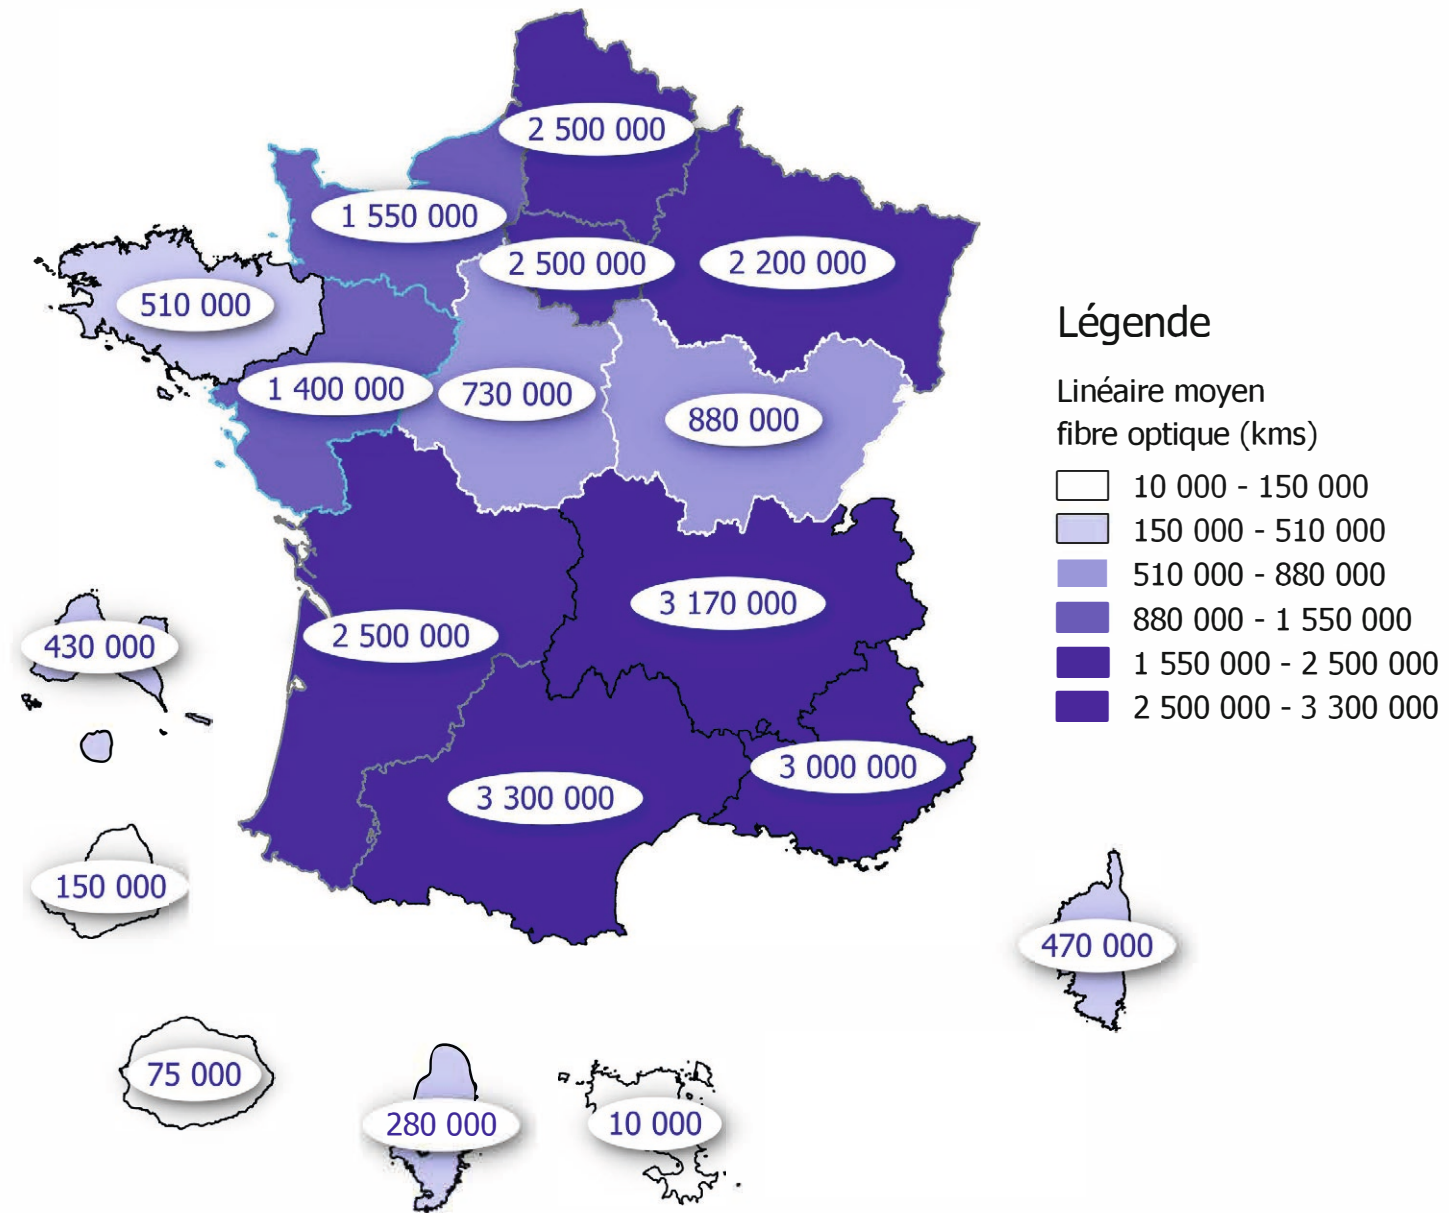 2 500 000
1 550 000
2 500 000
2 200 000
510 000
1 400 000
730 000
880 000
3 170 000
2 500 000
430 000
3 000 000
3 300 000
150 000
470 000
75 000
280 000
10 000
Légende
Linéaire moyen
fibre optique (kms)
10 000 - 150 000
150 000 - 510 000
510 000 - 880 000
880 000 - 1 550 000
1 550 000 - 2 500 000
2 500 000 - 3 300 000